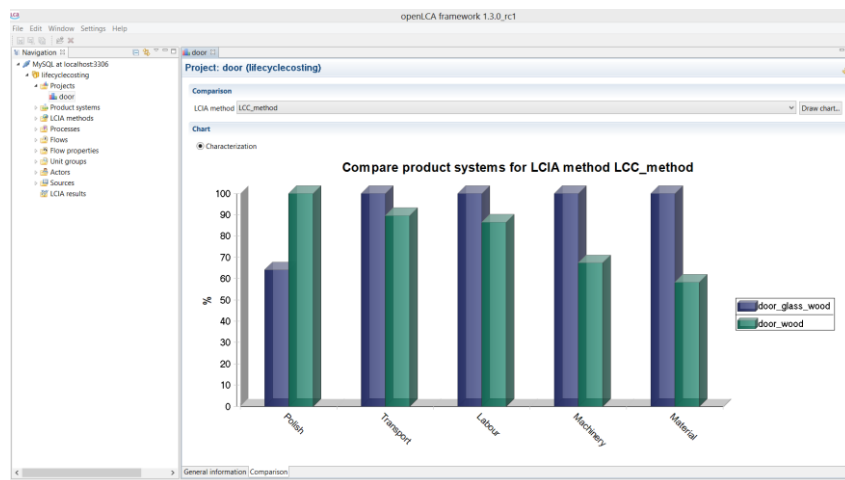 openLCA framework 1.3.0_rc1
File Edit Window Settings Help
Navigation
door
MySQL at localhost:3306
lifecyclecosting
Projects
door
Product systems
LCIA methods
Processes
Flows
Flow properties
Unit groups
Actors
Sources
LCIA results
Project: door (lifecyclecosting)
Comparison
LCIA method LCC_method Draw chart...
Chart
Characterization
Compare product systems for LCIA method LCC_method
100
90
80
70
60
50
40
30
20
10
0
%
Polish
Transport
Labour
Machinery
Material
door_glass_wood
door_wood
General information Comparison